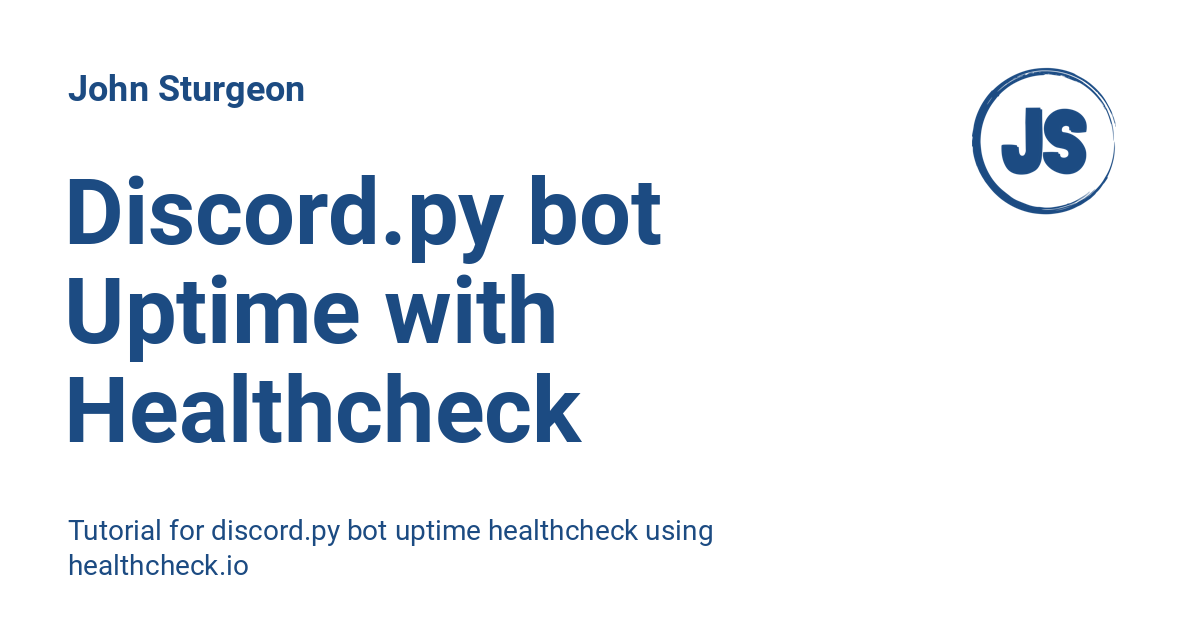 John Sturgeon
JS
Discord.py bot
Uptime with
Healthcheck
Tutorial for discord.py bot uptime healthcheck using
healthcheck.io